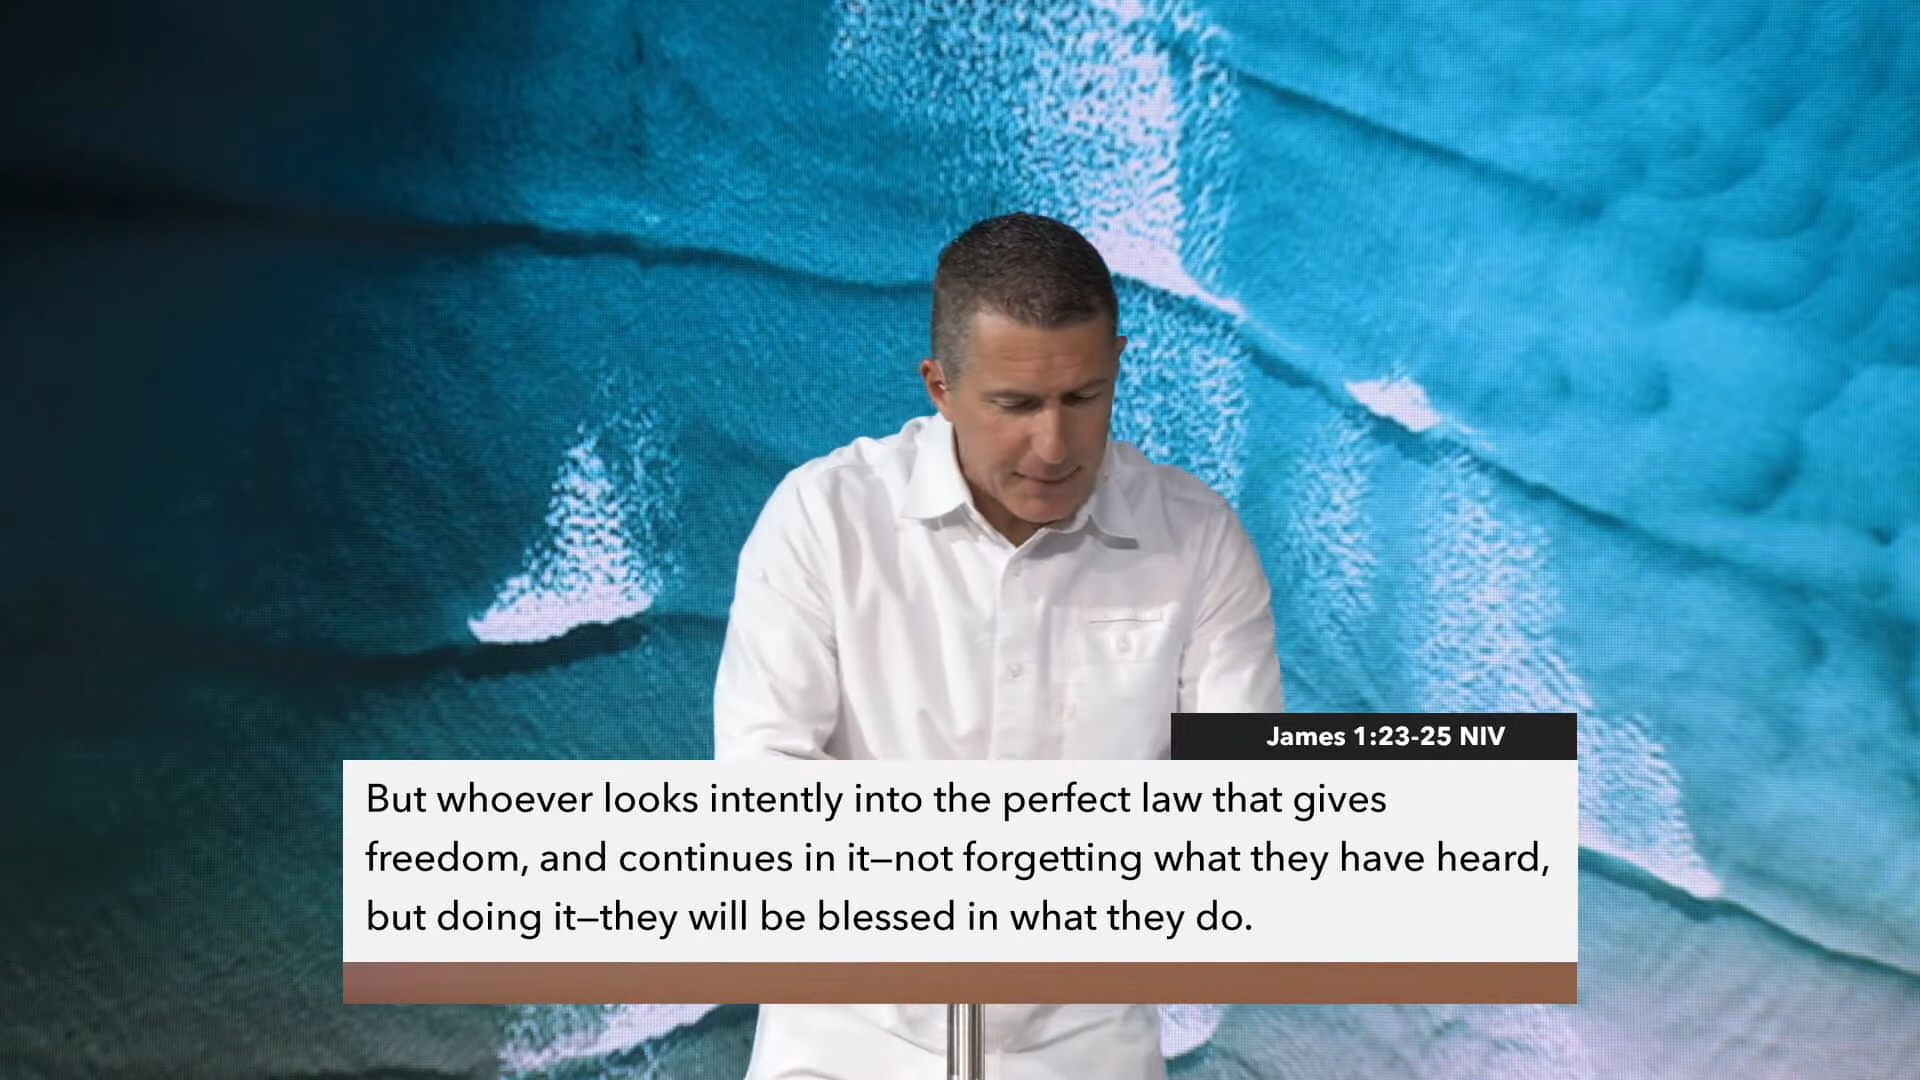 James 1:23-25 NIV
But whoever looks intently into the perfect law that gives
freedom, and continues in it—not forgetting what they have heard,
but doing it—they will be blessed in what they do.